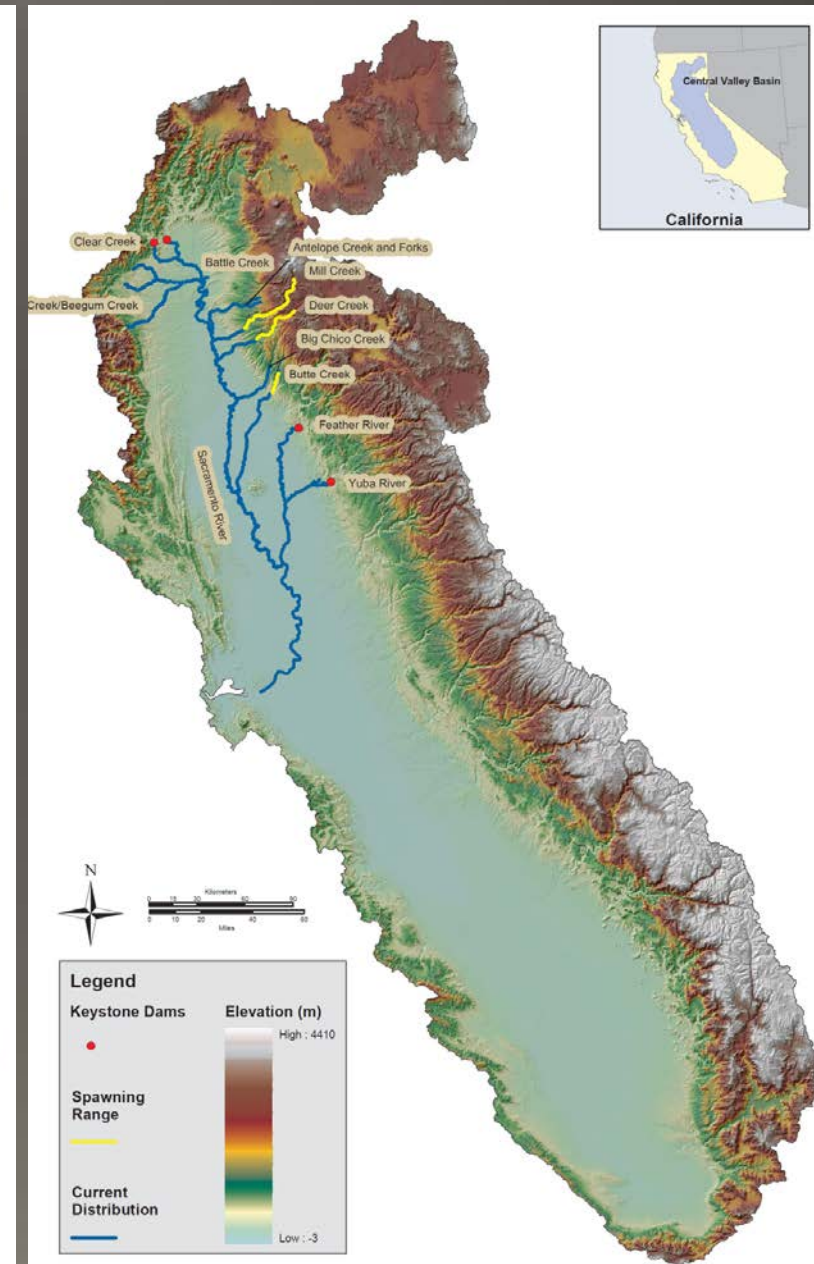 Central Valley Basin
California
Clear Creek
Antelope Creek and Forks
Battle Creek
Mill Creek
Creek/Beegum Creek
Deer Creek
Big Chico Creek
Butte Creek
Feather River
Sacramento River
Yuba River
N
Kilometers
Miles
Legend
Keystone Dams
Elevation (m)
High : 4410
Spawning
Range
Current
Distribution
Low : -3